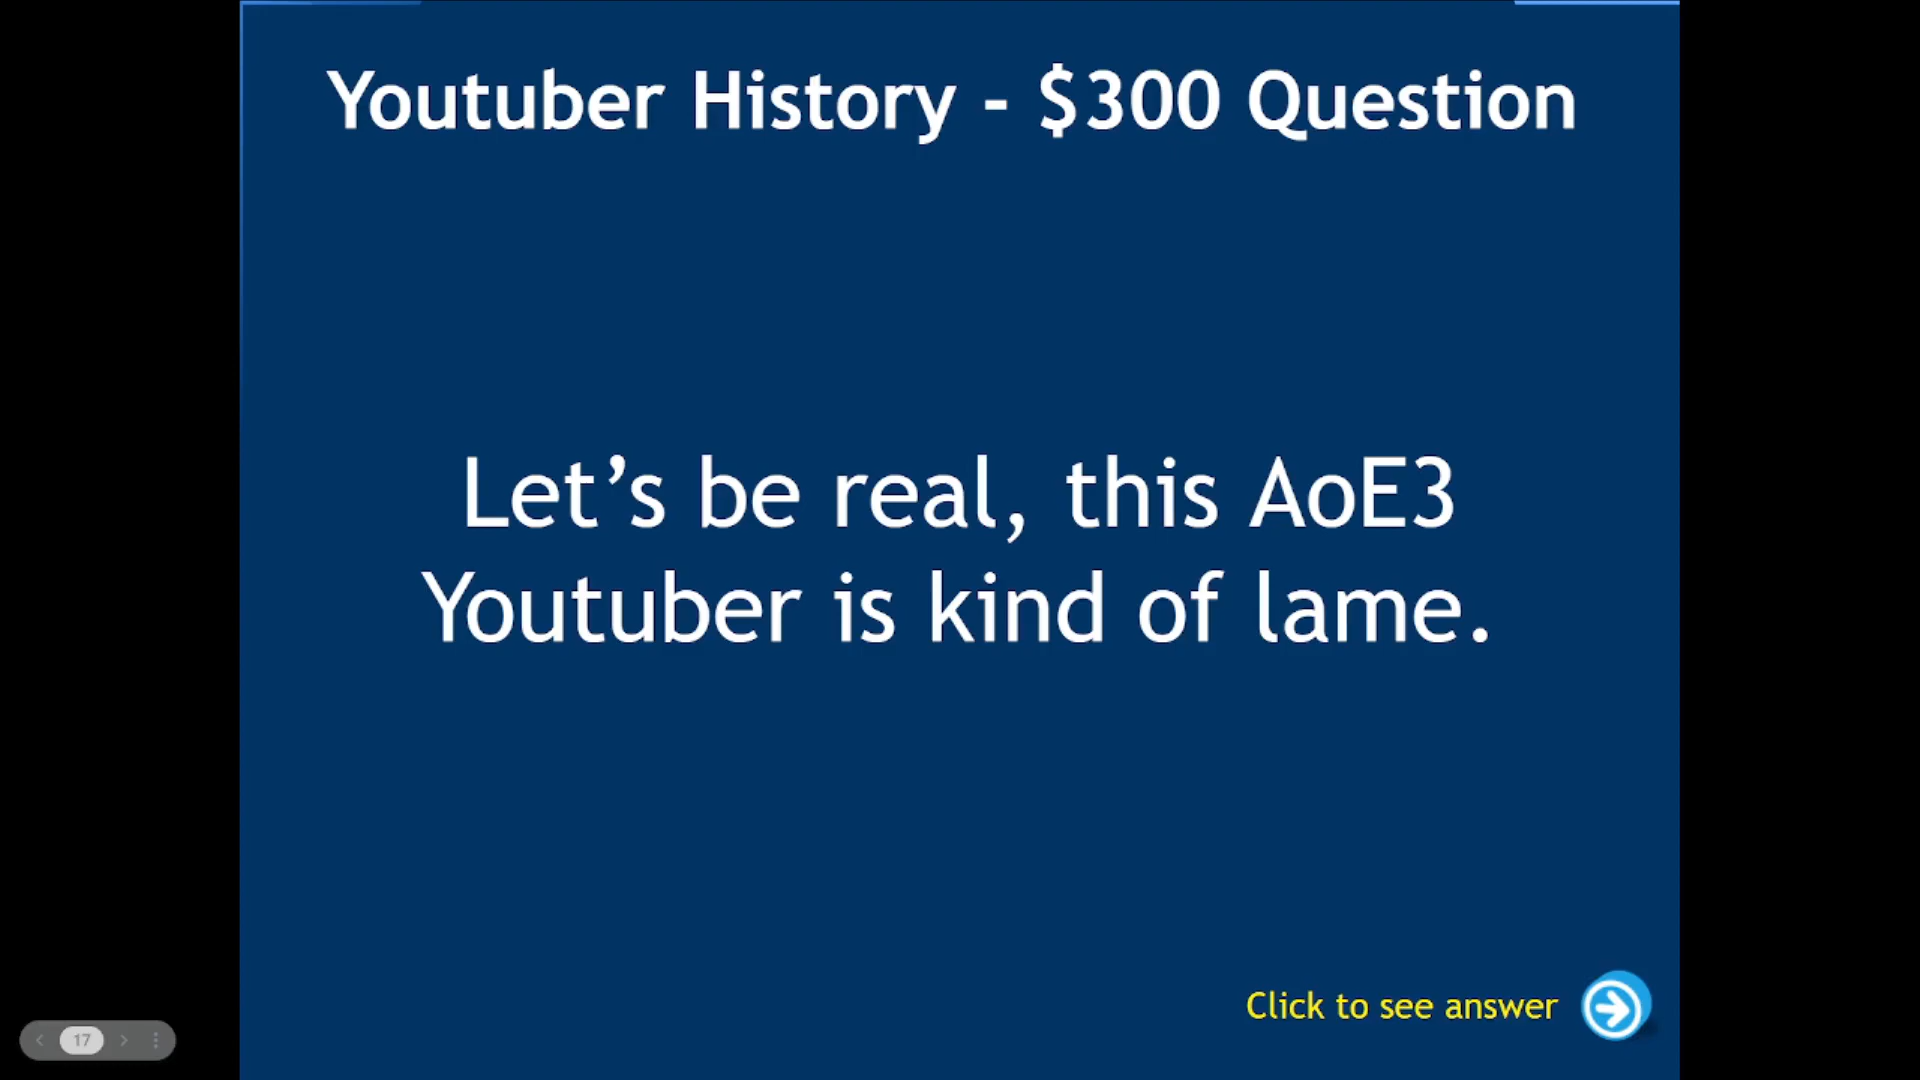 Youtuber History - $300 Question
Let’s be real, this AoE3
Youtuber is kind of lame.
Click to see answer
17